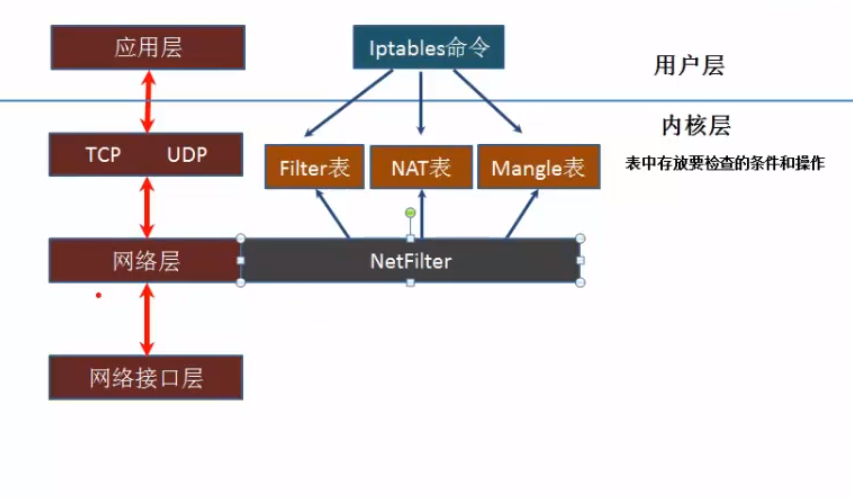 应用层
Iptables命令
用户层
内核层
TCP UDP
Filter表
NAT表
Mangle表
表中存放要检查的条件和操作
网络层
NetFilter
网络接口层